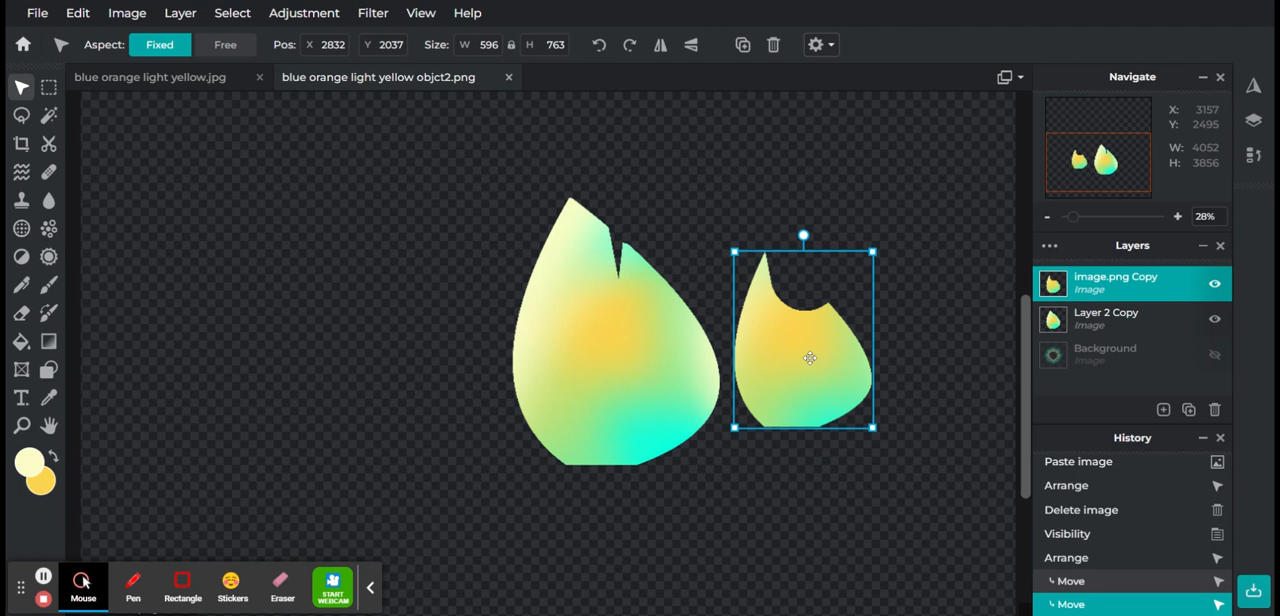 File Edit Image Layer Select Adjustment Filter View Help
Aspect: Fixed Free Pos: X 2832 Y 2037 Size: W 596 H 763
blue orange light yellow.jpg × blue orange light yellow objct2.png ×
Navigate
X: 3157
Y: 2495
W: 4052
H: 3856
- + 28%
Layers
image.png Copy
Image
Layer 2 Copy
Image
Background
Image
History
Paste image
Arrange
Delete image
Visibility
Arrange
Move
Move
Mouse Pen Rectangle Stickers Eraser START
WEBCAM